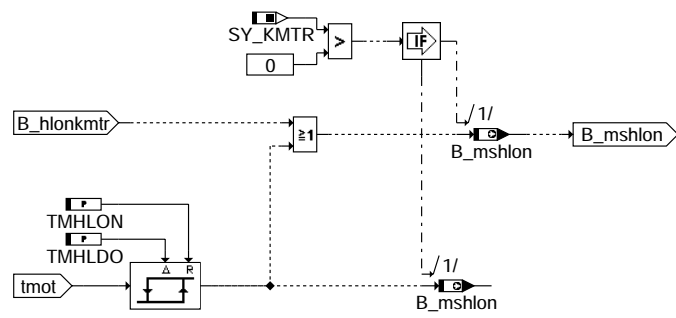 SY_KMTR
IF
>
0
/1/
B_hlonkmtr
≥1
B_mshlon
B_mshlon
P
TMHLON
P
TMHLDO
Δ R
/1/
tmot
B_mshlon